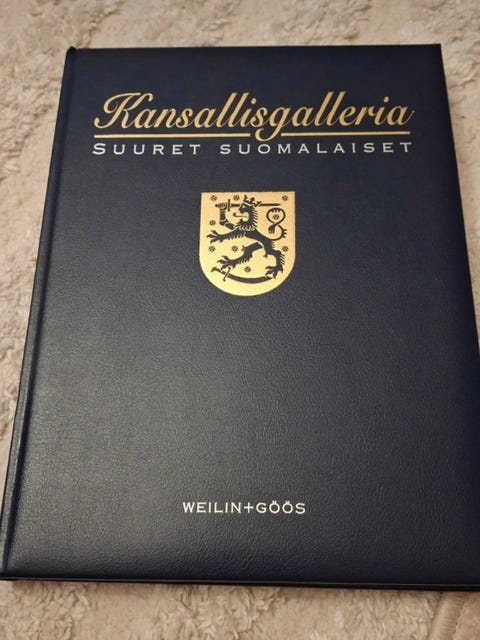 Kansallisgalleria
SUURET SUOMALAISET
WEILIN+GÖÖS